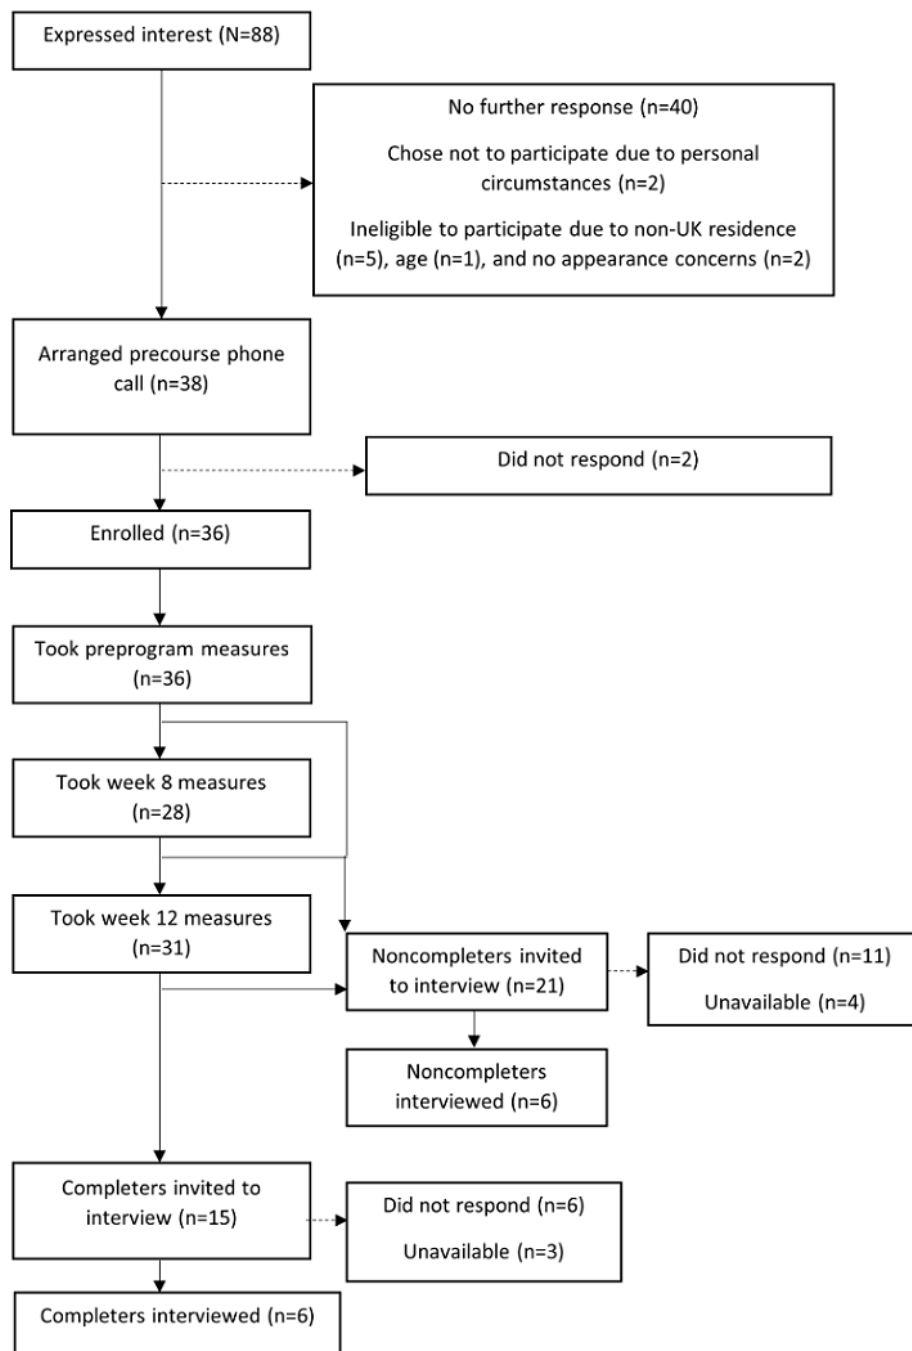 Expressed interest (N=88)
No further response (n=40)
Chose not to participate due to personal
circumstances (n=2)
Ineligible to participate due to non-UK residence
(n=5), age (n=1), and no appearance concerns (n=2)
Arranged precourse phone
call (n=38)
Did not respond (n=2)
Enrolled (n=36)
Took preprogram measures
(n=36)
Took week 8 measures
(n=28)
Took week 12 measures
(n=31)
Noncompleters invited
to interview (n=21)
Did not respond (n=11)
Unavailable (n=4)
Noncompleters
interviewed (n=6)
Completers invited to
interview (n=15)
Did not respond (n=6)
Unavailable (n=3)
Completers interviewed (n=6)